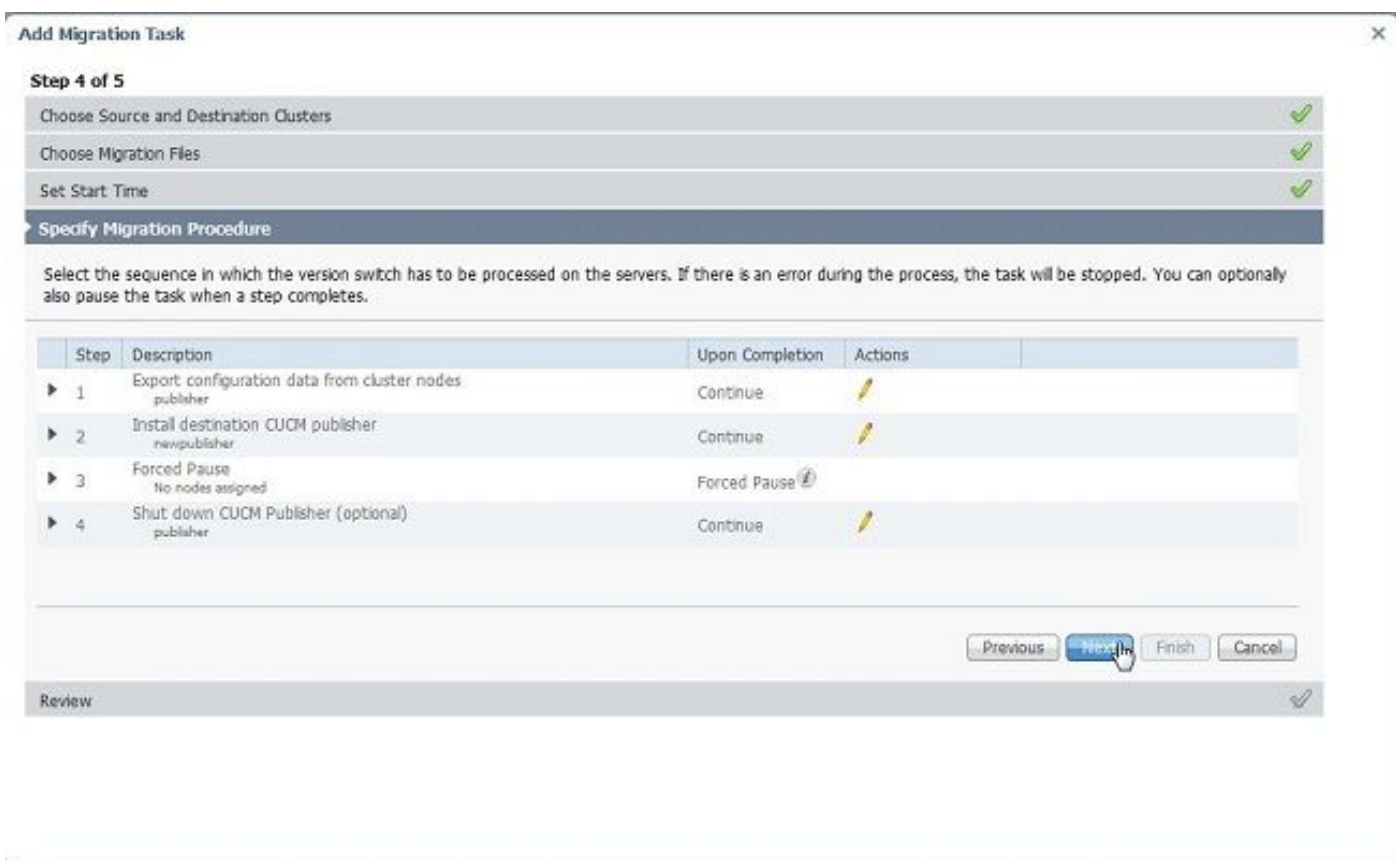 Add Migration Task
Step 4 of 5
Choose Source and Destination Clusters
Choose Migration Files
Set Start Time
Specify Migration Procedure
Select the sequence in which the version switch has to be processed on the servers. If there is an error during the process, the task will be stopped. You can optionally
also pause the task when a step completes.
Step Description Upon Completion Actions
1 Export configuration data from cluster nodes Continue
publisher
2 Install destination CUCM publisher Continue
newpublisher
3 Forced Pause Forced Pause
No nodes assigned
4 Shut down CUCM Publisher (optional) Continue
publisher
Previous Next Finish Cancel
Review